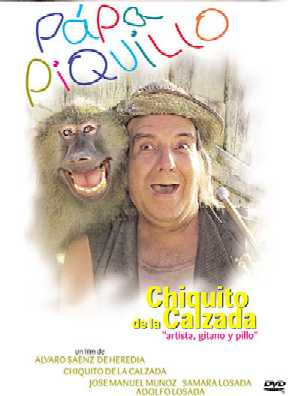 PáPa
PiQUiLLO
Chiquito
de la Calzada
"artista, gitano y pillo"
un film de
ALVARO SAENZ DE HEREDIA
CHIQUITO DE LA CALZADA
JOSE MANUEL MUÑOZ SAMARA LOSADA
ADOLFO LOSADA
DVD